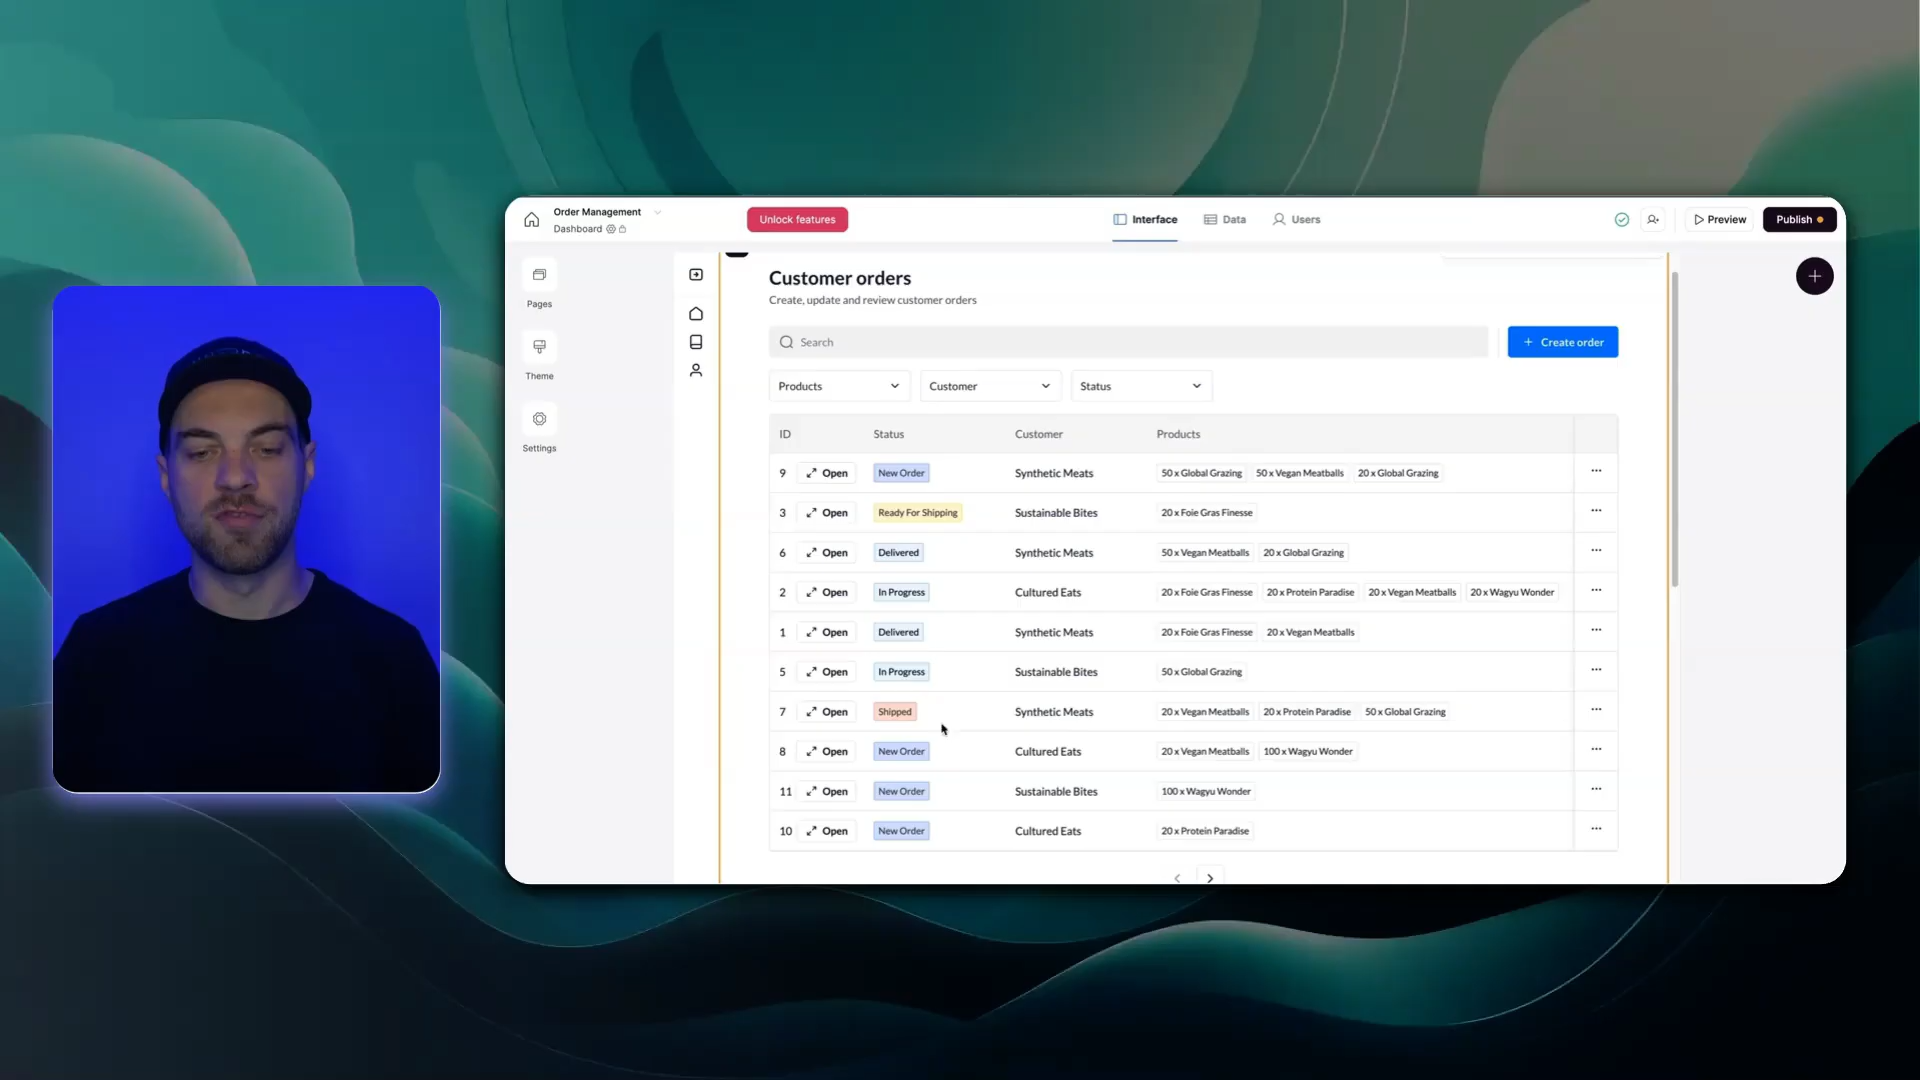 Order Management
Dashboard
Unlock features
Interface
Data
Users
Preview
Publish
Pages
Theme
Settings
Customer orders
Create, update and review customer orders
Search
+ Create order
Products
Customer
Status
ID Status Customer Products
9 Open New Order Synthetic Meats 50 x Global Grazing 50 x Vegan Meatballs 20 x Global Grazing ...
3 Open Ready For Shipping Sustainable Bites 20 x Foie Gras Finesse ...
6 Open Delivered Synthetic Meats 50 x Vegan Meatballs 20 x Global Grazing ...
2 Open In Progress Cultured Eats 20 x Foie Gras Finesse 20 x Protein Paradise 20 x Vegan Meatballs 20 x Wagyu Wonder ...
1 Open Delivered Synthetic Meats 20 x Foie Gras Finesse 20 x Vegan Meatballs ...
5 Open In Progress Sustainable Bites 50 x Global Grazing ...
7 Open Shipped Synthetic Meats 20 x Vegan Meatballs 20 x Protein Paradise 50 x Global Grazing ...
8 Open New Order Cultured Eats 20 x Vegan Meatballs 100 x Wagyu Wonder ...
11 Open New Order Sustainable Bites 100 x Wagyu Wonder ...
10 Open New Order Cultured Eats 20 x Protein Paradise ...